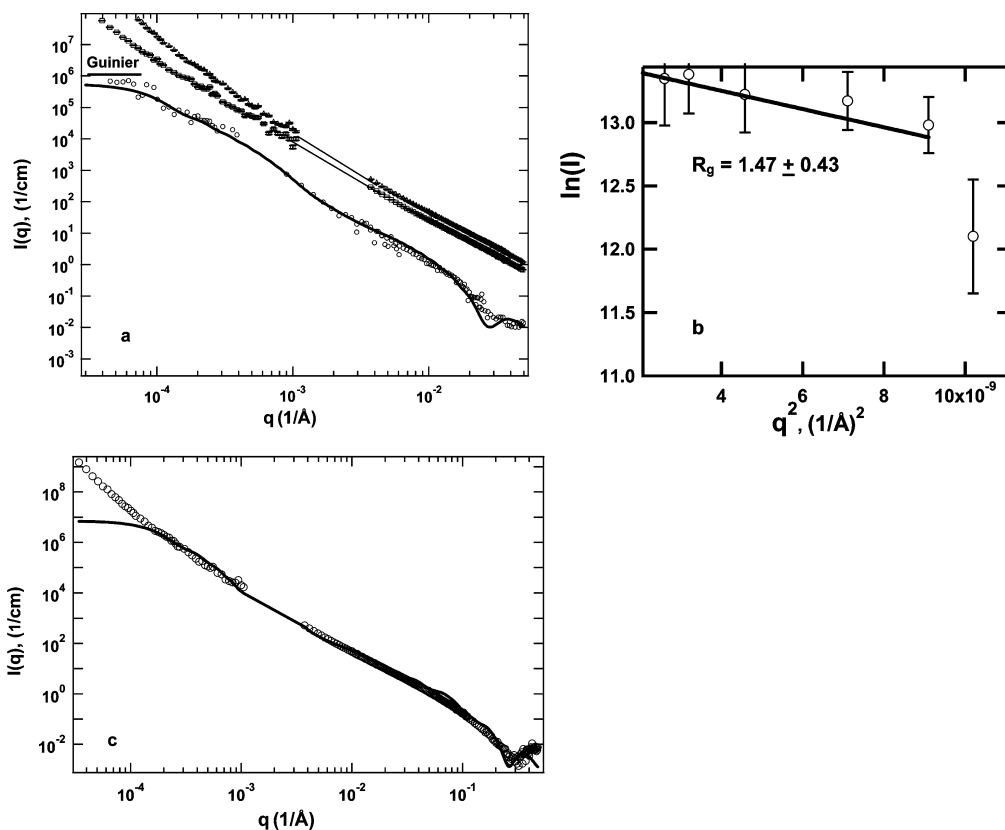 10^7
10^6
10^5
10^4
10^3
10^2
10^1
10^0
10^-1
10^-2
10^-3
I(q), (1/cm)
Guinier
a
10^-4
10^-3
10^-2
q (1/Å)
13.0
12.5
12.0
11.5
11.0
ln(I)
R_g = 1.47 ± 0.43
b
4
6
8
10x10^-9
q^2, (1/Å)^2
10^8
10^6
10^4
10^2
10^0
10^-2
I(q), (1/cm)
c
10^-4
10^-3
10^-2
10^-1
q (1/Å)